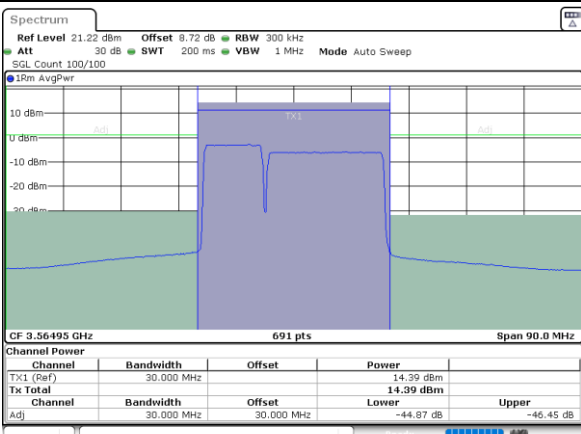 Spectrum
Ref Level 21.22 dBm Offset 8.72 dB RBW 300 kHz
Att 30 dB SWT 200 ms VBW 1 MHz Mode Auto Sweep
SGL Count 100/100
1Rm AvgPwr
10 dBm
TX1
Adj Adj
0 dBm
-10 dBm
-20 dBm
-30 dBm
CF 3.56495 GHz 691 pts Span 90.0 MHz
Channel Power
Channel Bandwidth Offset Power
TX1 (Ref) 30.000 MHz 14.39 dBm
Tx Total 14.39 dBm
Channel Bandwidth Offset Lower Upper
Adj 30.000 MHz 30.000 MHz -44.87 dB -46.45 dB